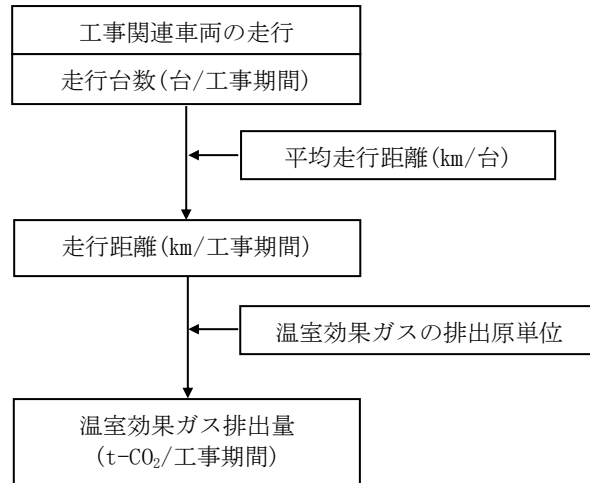 工事関連車両の走行
走行台数(台/工事期間)
平均走行距離(km/台)
走行距離(km/工事期間)
温室効果ガスの排出原単位
温室効果ガス排出量
(t-CO₂/工事期間)